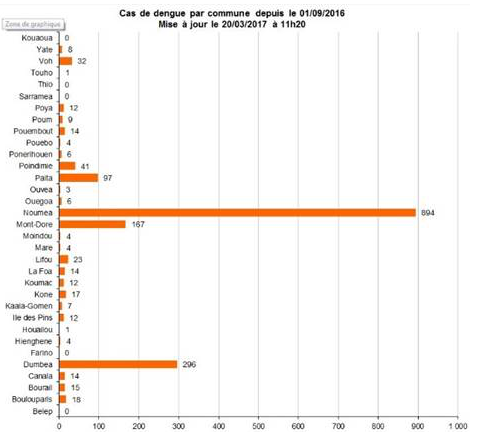 Cas de dengue par commune depuis le 01/09/2016
Mise à jour le 20/03/2017 à 11h20
Zone de graphique
Kouaoua 0
Yate 8
Voh 32
Touho 1
Thio 0
Sarramea 0
Poya 12
Poum 9
Pouembout 14
Pouebo 4
Ponerihouen 6
Poindimie 41
Paita 97
Ouvea 3
Ouegoa 6
Noumea 894
Mont-Dore 167
Moindou 4
Mare 4
Lifou 23
La Foa 14
Koumac 12
Kone 17
Kaala-Gomen 7
Ile des Pins 12
Houailou 1
Hienghene 4
Farino 0
Dumbea 296
Canala 14
Bourail 15
Boulouparis 18
Belep 0
0 100 200 300 400 500 600 700 800 900 1 000